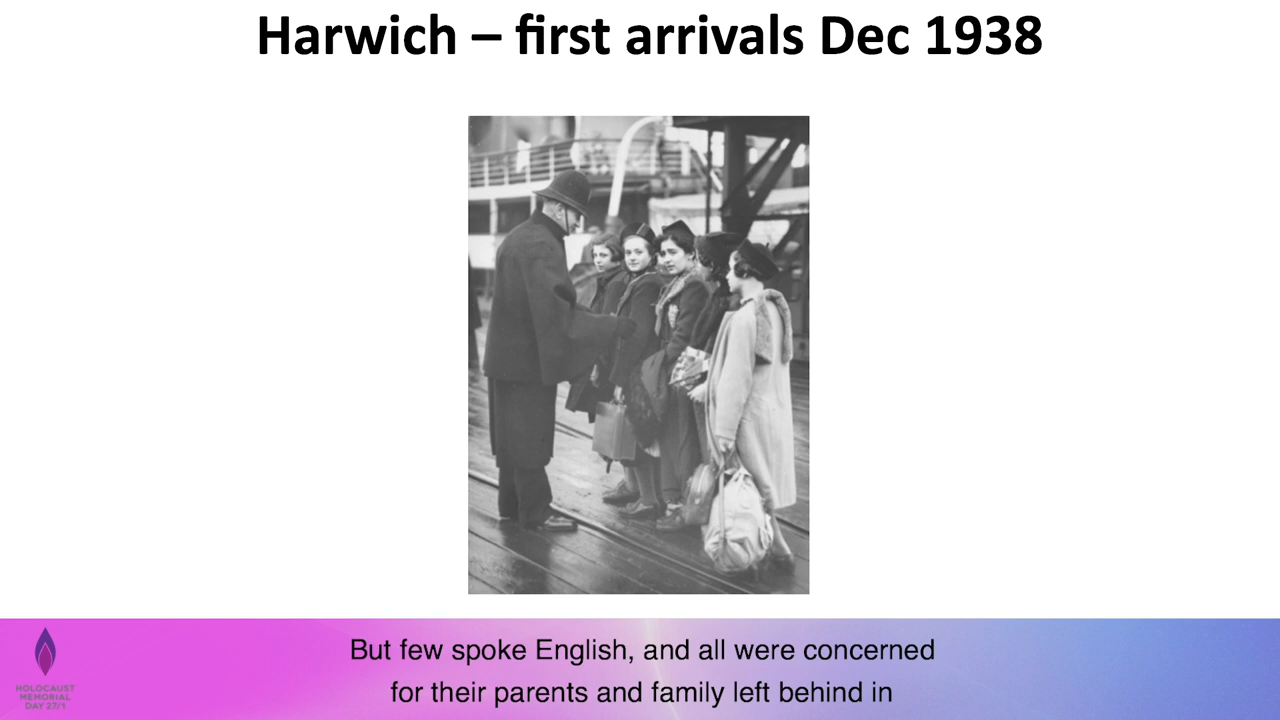 Harwich – first arrivals Dec 1938
But few spoke English, and all were concerned
for their parents and family left behind in
HOLOCAUST
MEMORIAL
DAY 27/1